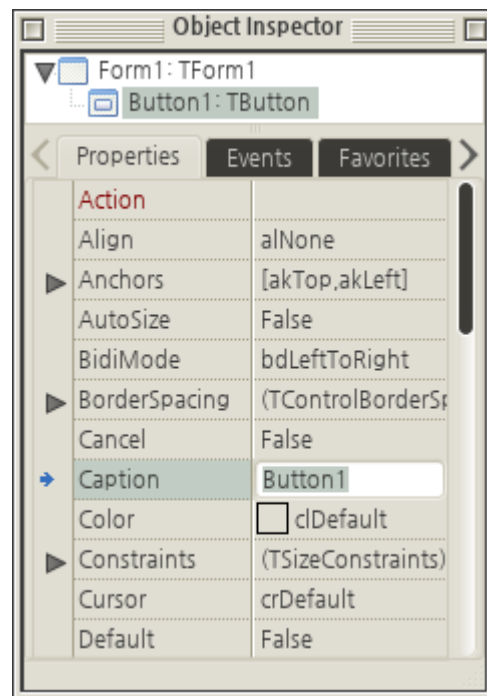 Object Inspector
Form1: TForm1
Button1: TButton
Properties Events Favorites
Action
Align alNone
Anchors [akTop,akLeft]
AutoSize False
BidiMode bdLeftToRight
BorderSpacing (TControlBorderSp
Cancel False
Caption Button1
Color clDefault
Constraints (TSizeConstraints)
Cursor crDefault
Default False